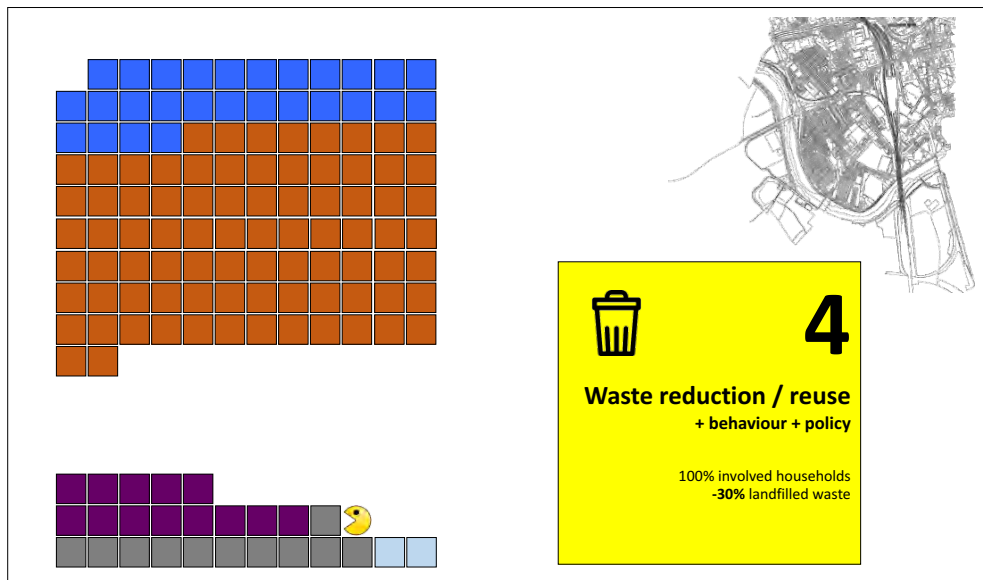 4
Waste reduction / reuse
+ behaviour + policy
100% involved households
-30% landfilled waste